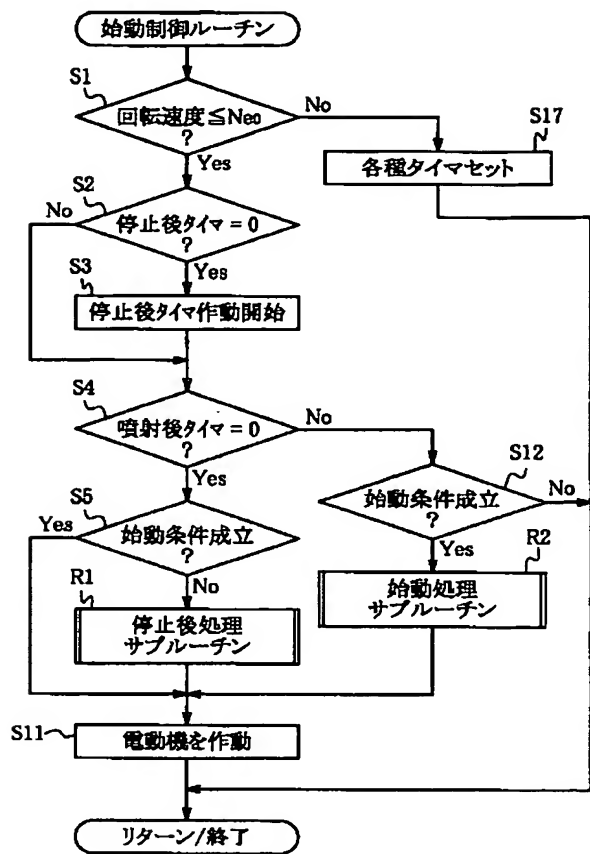 始動制御ルーチン
S1
回転速度≦Neo
?
No
Yes
S17
各種タイマセット
S2
No
停止後タイマ = 0
?
Yes
S3
停止後タイマ作動開始
S4
噴射後タイマ = 0
?
No
Yes
S5
Yes
始動条件成立
?
No
S12
始動条件成立
?
No
Yes
R1
停止後処理
サブルーチン
R2
始動処理
サブルーチン
S11
電動機を作動
リターン/終了